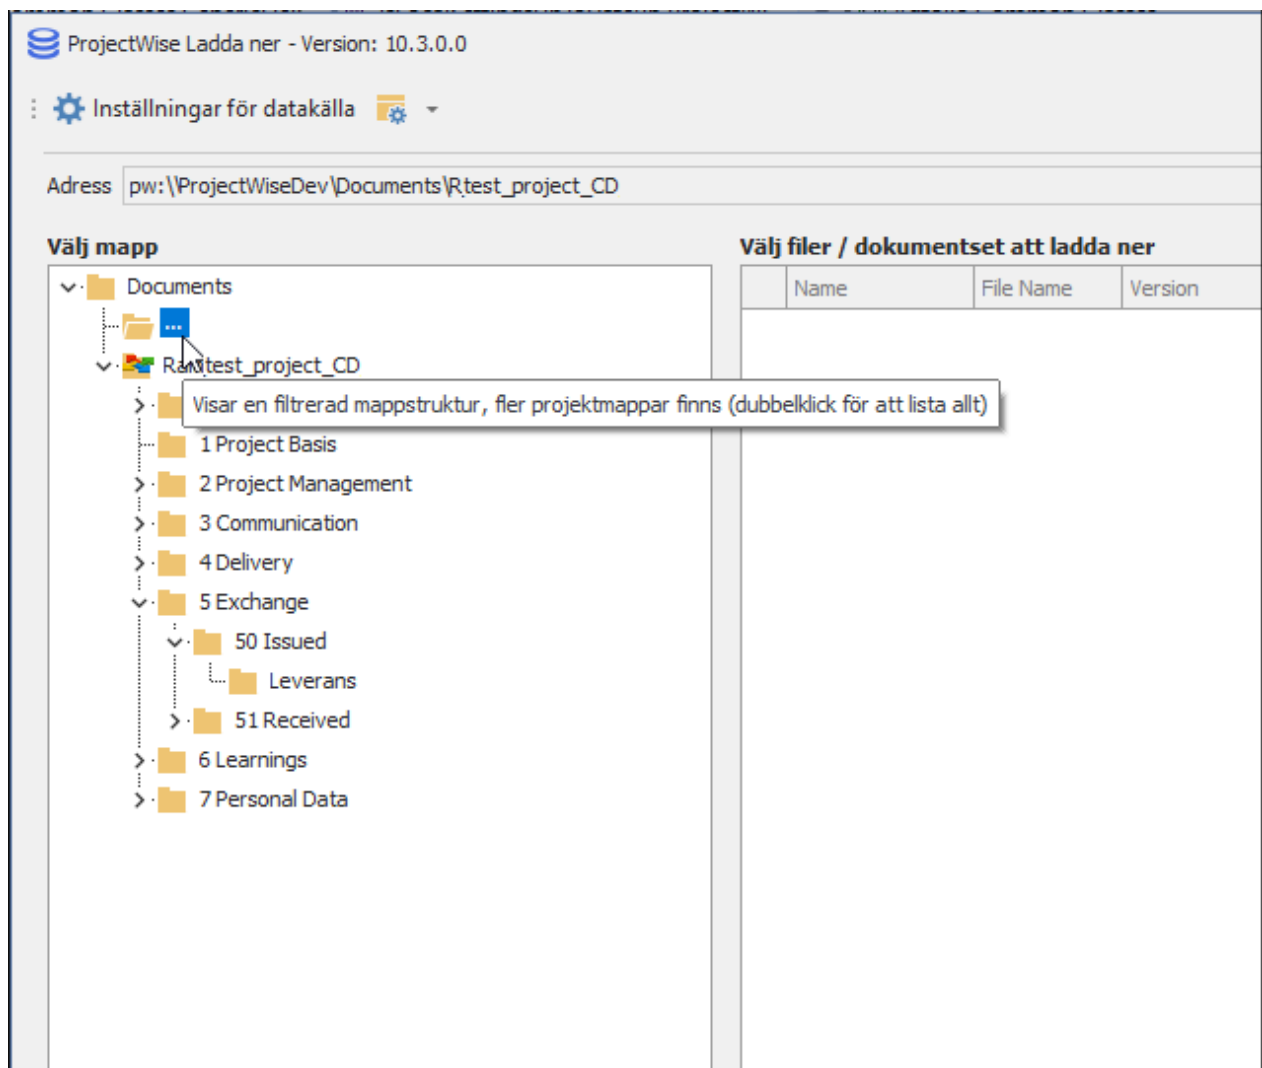 ProjectWise Ladda ner - Version: 10.3.0.0
Inställningar för datakälla
Adress pw:\\ProjectWiseDev\Documents\Rtest_project_CD
Välj mapp
Välj filer / dokumentset att ladda ner
Documents
Name File Name Version
...
test_project_CD
Visar en filtrerad mappstruktur, fler projektmappar finns (dubbelklick för att lista allt)
1 Project Basis
2 Project Management
3 Communication
4 Delivery
5 Exchange
50 Issued
Leverans
51 Received
6 Learnings
7 Personal Data